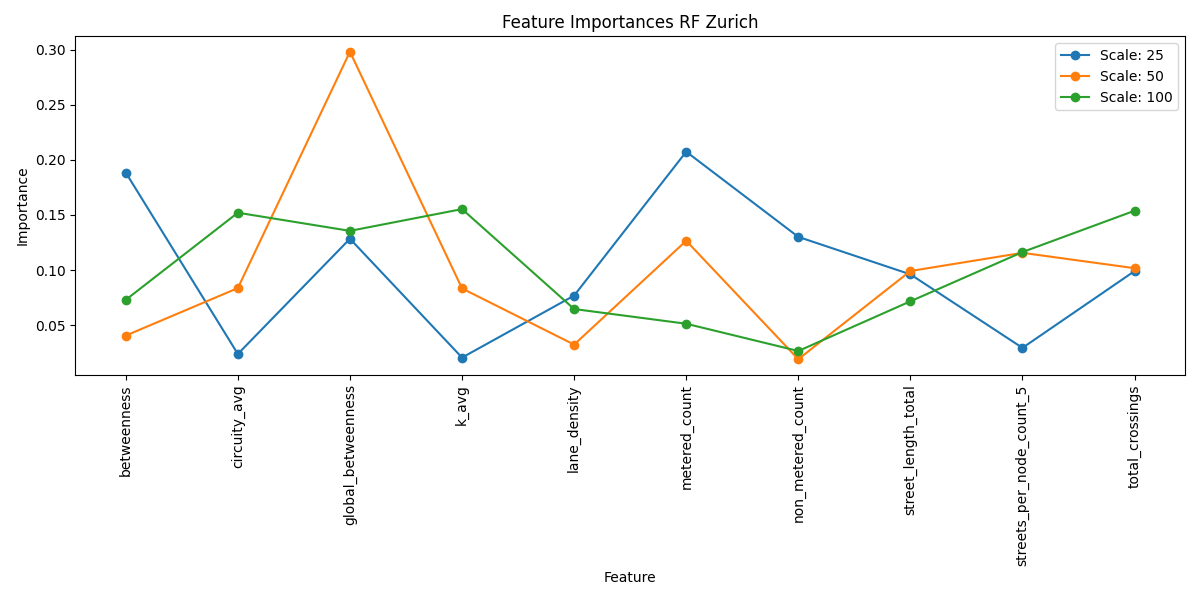 Feature Importances RF Zurich
Scale: 25
Scale: 50
Scale: 100
Importance
0.30
0.25
0.20
0.15
0.10
0.05
betweenness
circuity_avg
global_betweenness
k_avg
lane_density
metered_count
non_metered_count
street_length_total
streets_per_node_count_5
total_crossings
Feature